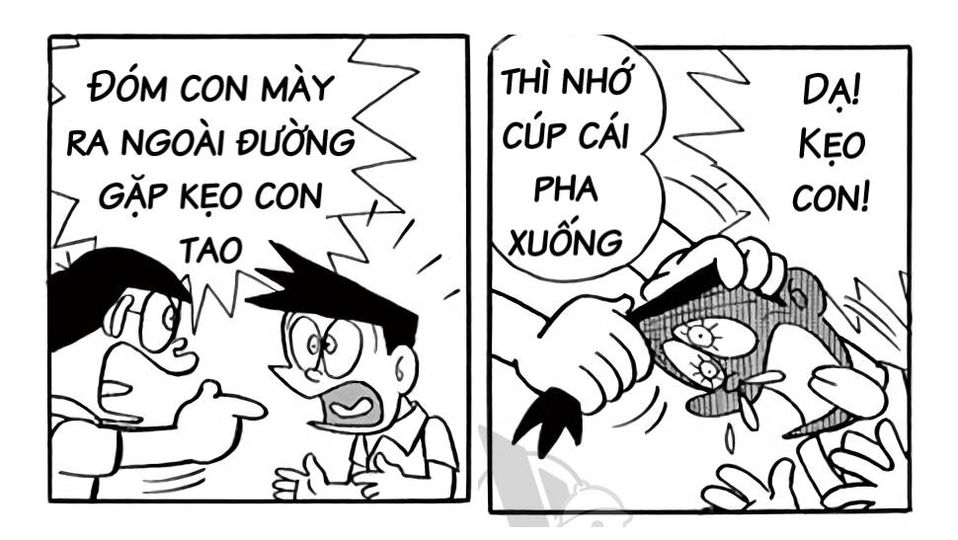 ĐÓM CON MÀY
RA NGOÀI ĐƯỜNG
GẶP KẸO CON
TAO
THÌ NHỚ
CÚP CÁI
PHA
XUỐNG
DẠ!
KẸO
CON!